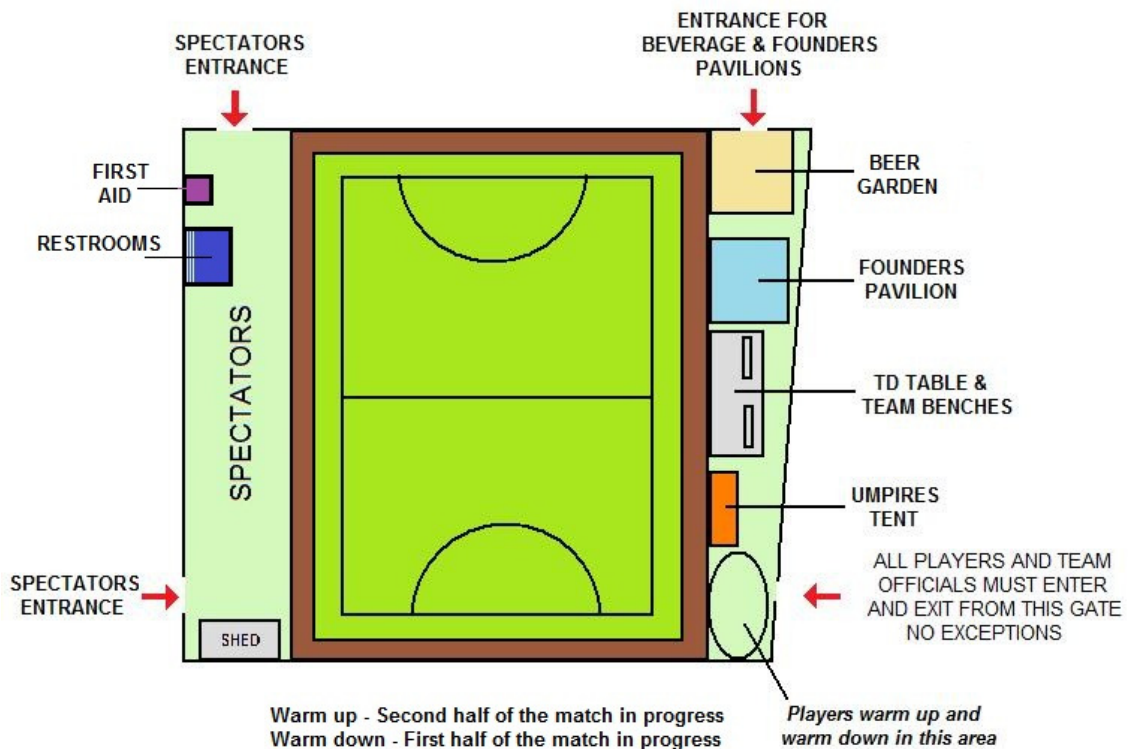 SPECTATORS
ENTRANCE
ENTRANCE FOR
BEVERAGE & FOUNDERS
PAVILIONS
FIRST
AID
RESTROOMS
SPECTATORS
BEER
GARDEN
FOUNDERS
PAVILION
TD TABLE &
TEAM BENCHES
UMPIRES
TENT
SPECTATORS
ENTRANCE
ALL PLAYERS AND TEAM
OFFICIALS MUST ENTER
AND EXIT FROM THIS GATE
NO EXCEPTIONS
SHED
Warm up - Second half of the match in progress
Warm down - First half of the match in progress
Players warm up and
warm down in this area